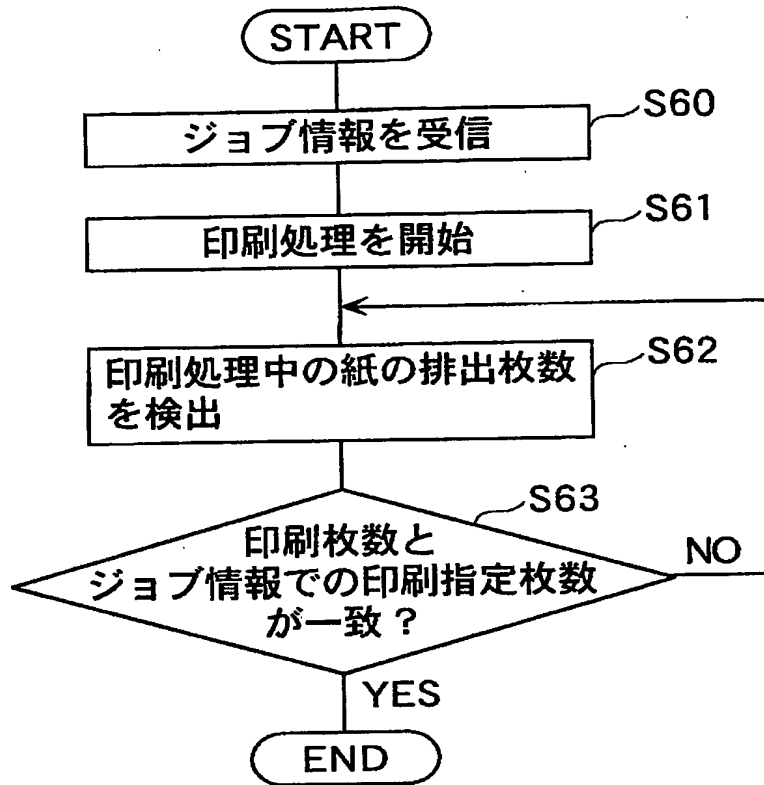 START
S60
ジョブ情報を受信
S61
印刷処理を開始
S62
印刷処理中の紙の排出枚数
を検出
S63
印刷枚数と
ジョブ情報での印刷指定枚数
が一致？
NO
YES
END